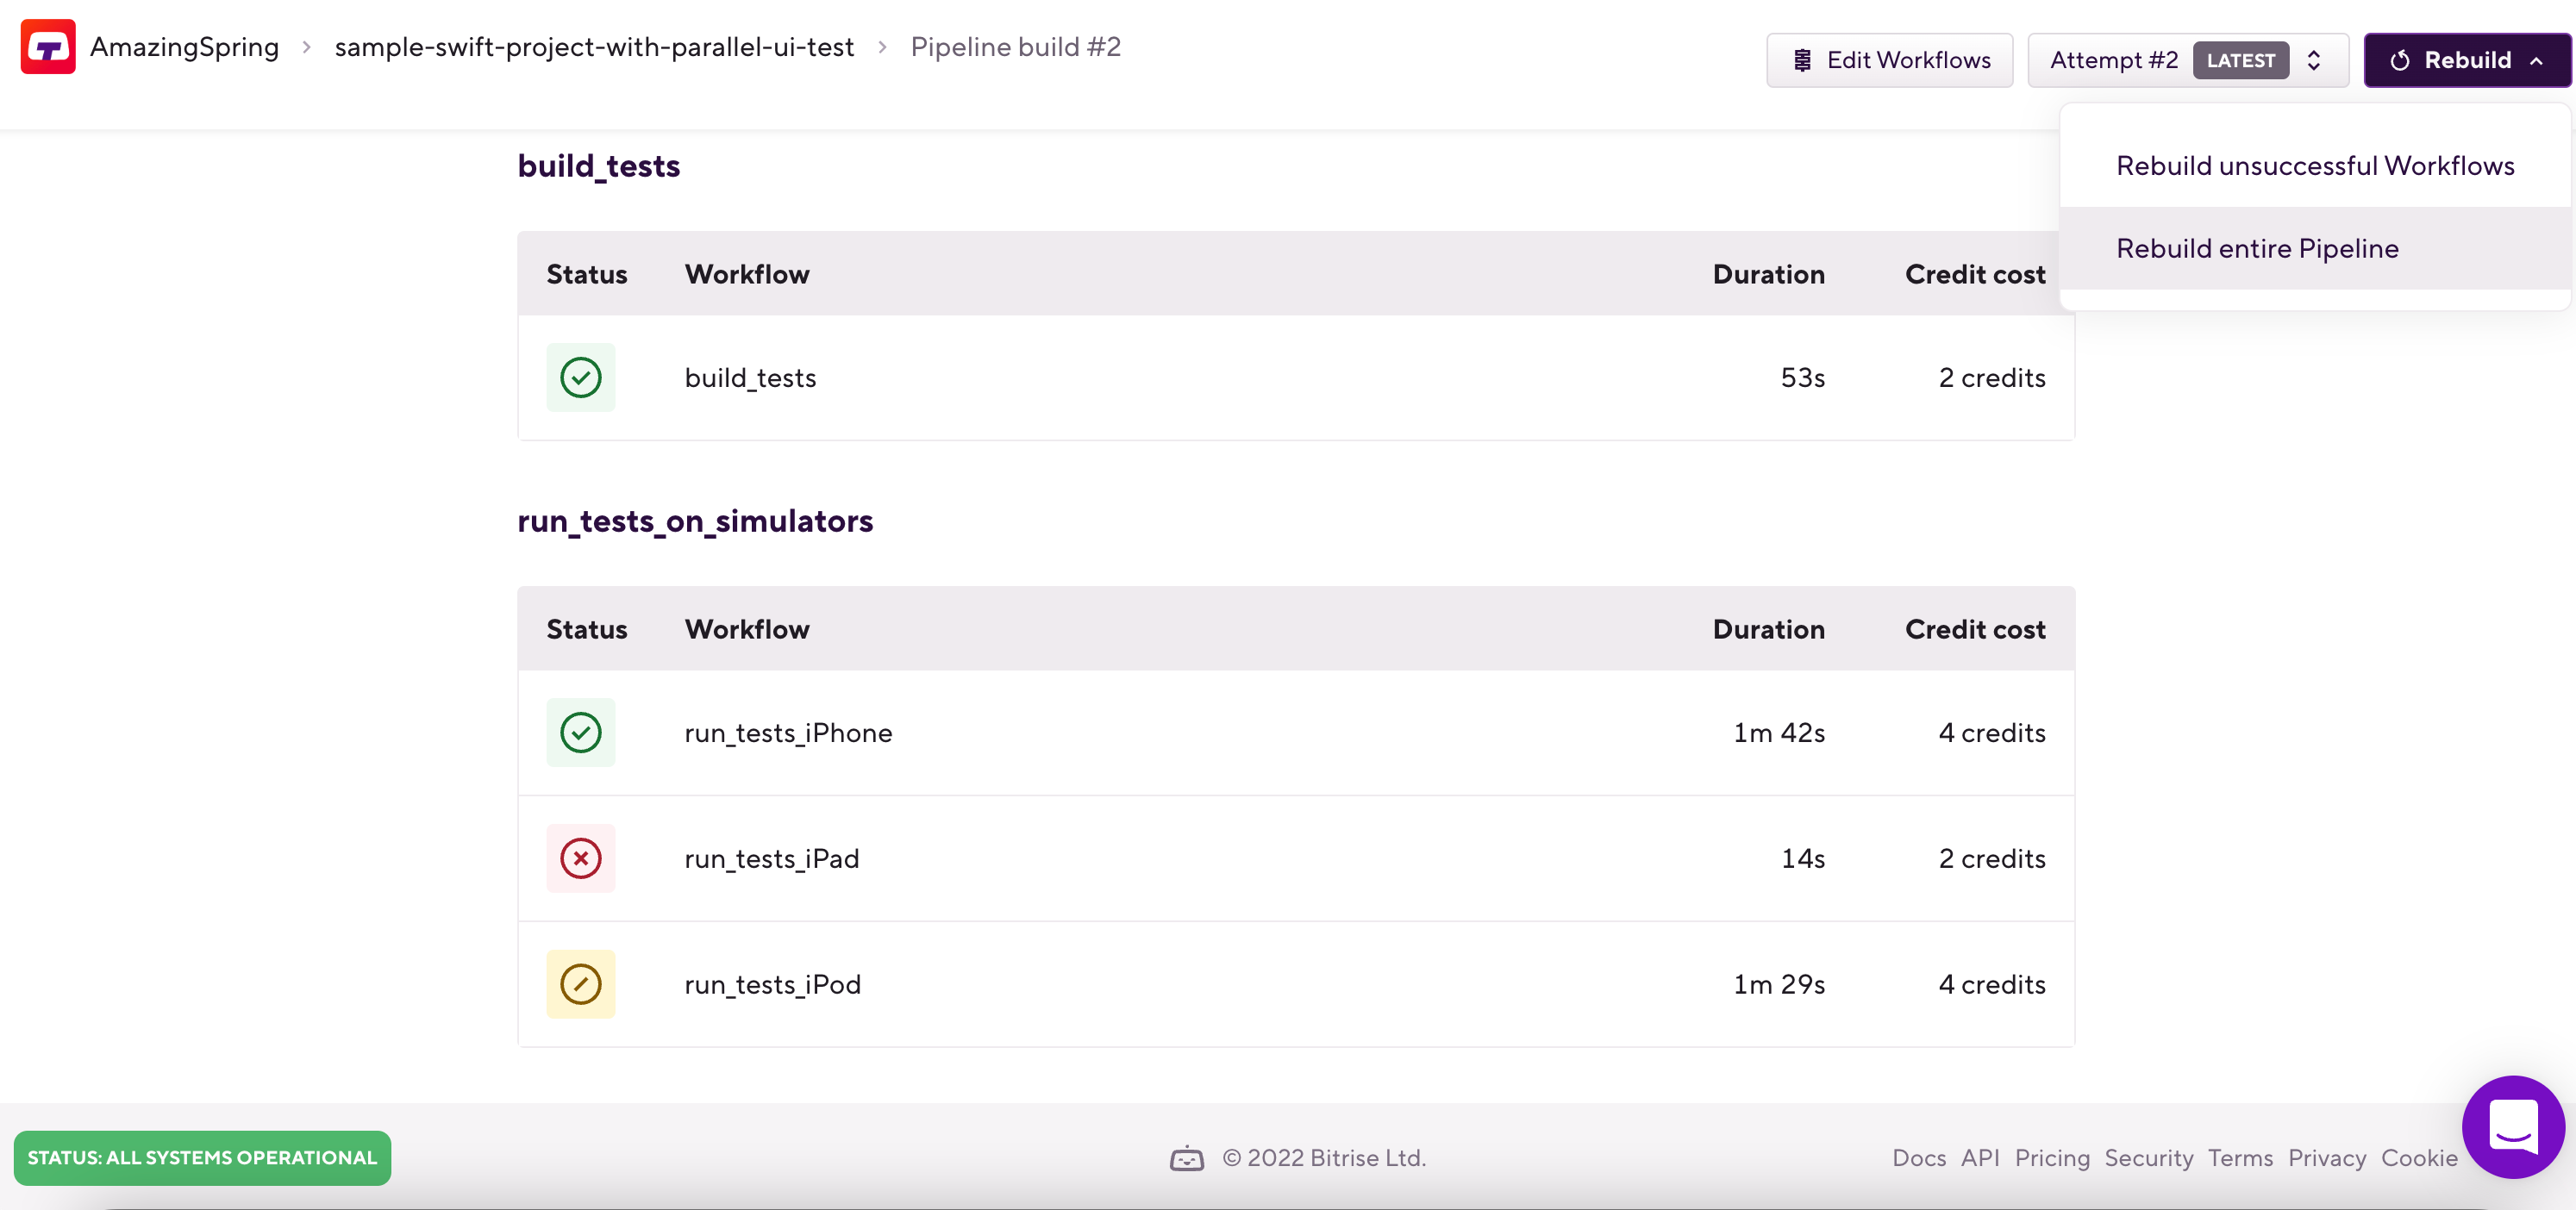 AmazingSpring > sample-swift-project-with-parallel-ui-test > Pipeline build #2
Edit Workflows
Attempt #2 LATEST
Rebuild
Rebuild unsuccessful Workflows
Rebuild entire Pipeline
build_tests
Status Workflow Duration Credit cost
build_tests 53s 2 credits
run_tests_on_simulators
Status Workflow Duration Credit cost
run_tests_iPhone 1m 42s 4 credits
run_tests_iPad 14s 2 credits
run_tests_iPod 1m 29s 4 credits
STATUS: ALL SYSTEMS OPERATIONAL
© 2022 Bitrise Ltd.
Docs API Pricing Security Terms Privacy Cookie